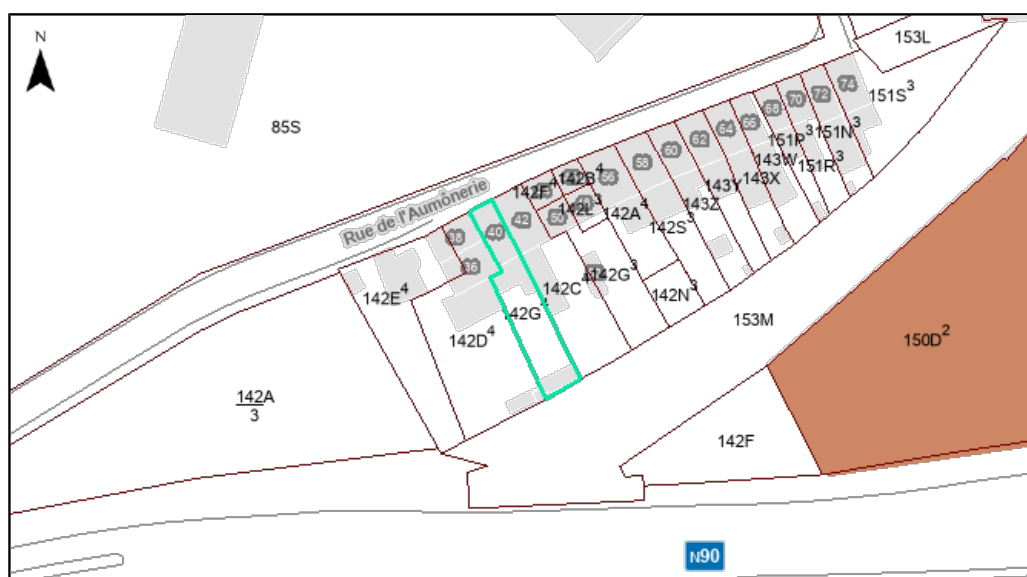 N
153L
151S³
85S
74
72
70
68
66
64
62
60
58
56
151P³
151N³
151R³
143W
143X
143Y
143Z
142B⁴
142F⁴
142L³
142A⁴
142S³
Rue de l'Aumônerie
50
42
40
38
36
142E⁴
142C⁴
142G³
142N³
142G⁴
142D⁴
153M
150D²
142A
3
142F
N90